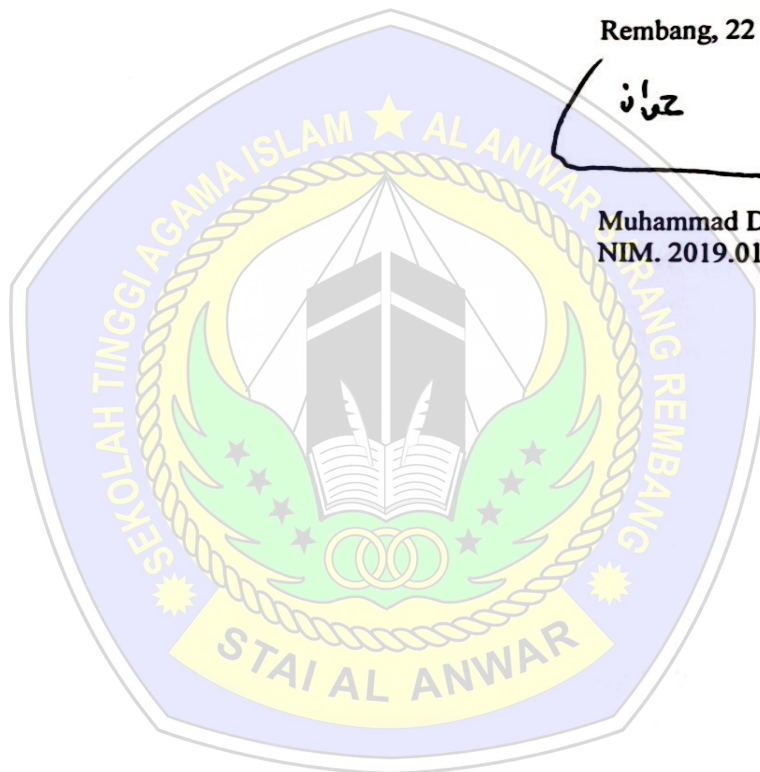 Rembang, 22
Muhammad D
NIM. 2019.01
SEKOLAH TINGGI AGAMA ISLAM ★ AL ANWAR SARANG REMBANG
STAI AL ANWAR